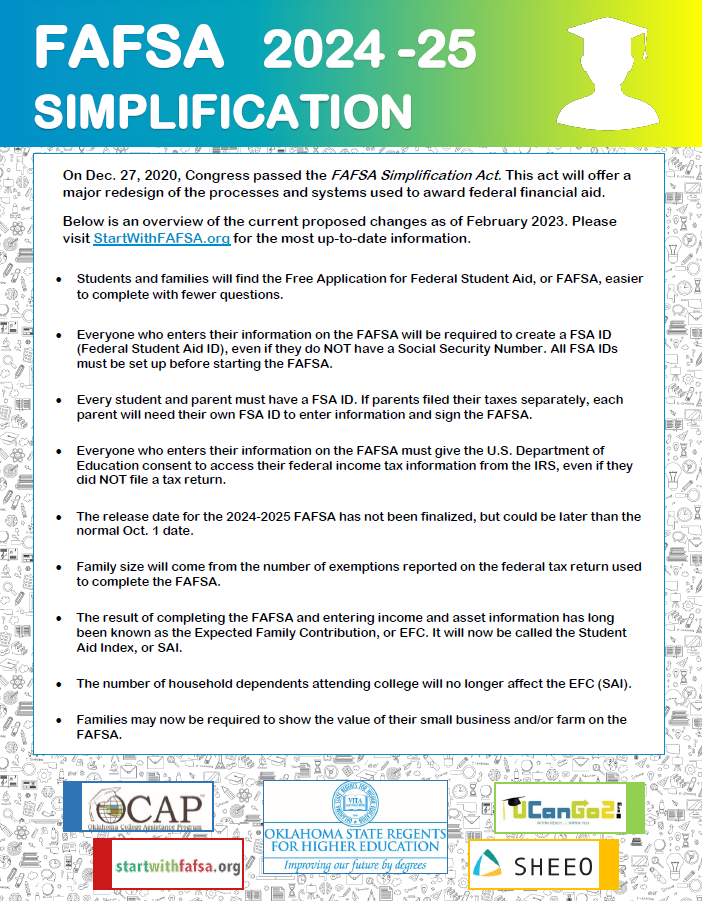 FAFSA 2024 -25
SIMPLIFICATION
On Dec. 27, 2020, Congress passed the FAFSA Simplification Act. This act will offer a
major redesign of the processes and systems used to award federal financial aid.
Below is an overview of the current proposed changes as of February 2023. Please
visit StartWithFAFSA.org for the most up-to-date information.
• Students and families will find the Free Application for Federal Student Aid, or FAFSA, easier
to complete with fewer questions.
• Everyone who enters their information on the FAFSA will be required to create a FSA ID
(Federal Student Aid ID), even if they do NOT have a Social Security Number. All FSA IDs
must be set up before starting the FAFSA.
• Every student and parent must have a FSA ID. If parents filed their taxes separately, each
parent will need their own FSA ID to enter information and sign the FAFSA.
• Everyone who enters their information on the FAFSA must give the U.S. Department of
Education consent to access their federal income tax information from the IRS, even if they
did NOT file a tax return.
• The release date for the 2024-2025 FAFSA has not been finalized, but could be later than the
normal Oct. 1 date.
• Family size will come from the number of exemptions reported on the federal tax return used
to complete the FAFSA.
• The result of completing the FAFSA and entering income and asset information has long
been known as the Expected Family Contribution, or EFC. It will now be called the Student
Aid Index, or SAI.
• The number of household dependents attending college will no longer affect the EFC (SAI).
• Families may now be required to show the value of their small business and/or farm on the
FAFSA.
OCAP
Oklahoma College Assistance Program
startwithfafsa.org
OKLAHOMA STATE REGENTS
FOR HIGHER EDUCATION
Improving our future by degrees
UCanGo2!
SHEEO